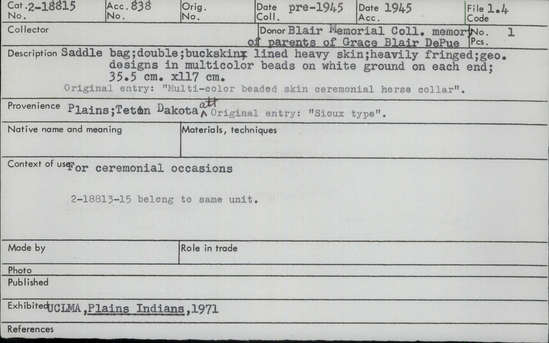 Cat. 2-18815 Acc. 838 Orig. Date pre-1945 Date 1945 File 1.4
No. No. No. Coll. Acc. Code
Collector Donor Blair Memorial Coll. memory No. 1
of parents of Grace Blair DePue Pcs.
Description Saddle bag;double;buckskin; lined heavy skin;heavily fringed;geo.
designs in multicolor beads on white ground on each end;
35.5 cm. x117 cm.
Original entry: "Multi-color beaded skin ceremonial horse collar".
Provenience Plains;Teton Dakota att Original entry: "Sioux type".
Native name and meaning Materials, techniques
Context of use For ceremonial occasions
2-18813-15 belong to same unit.
Made by Role in trade
Photo
Published
Exhibited UCLMA,Plains Indians,1971
References